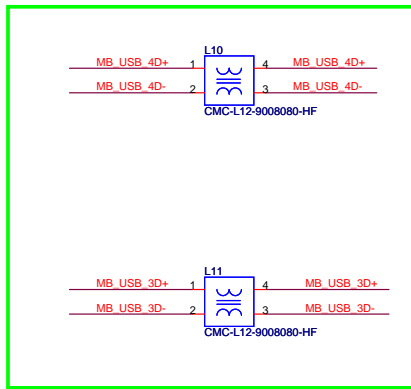 L10
MB_USB_4D+ 1 4 MB_USB_4D+
MB_USB_4D- 2 3 MB_USB_4D-
CMC-L12-9008080-HF
L11
MB_USB_3D+ 1 4 MB_USB_3D+
MB_USB_3D- 2 3 MB_USB_3D-
CMC-L12-9008080-HF